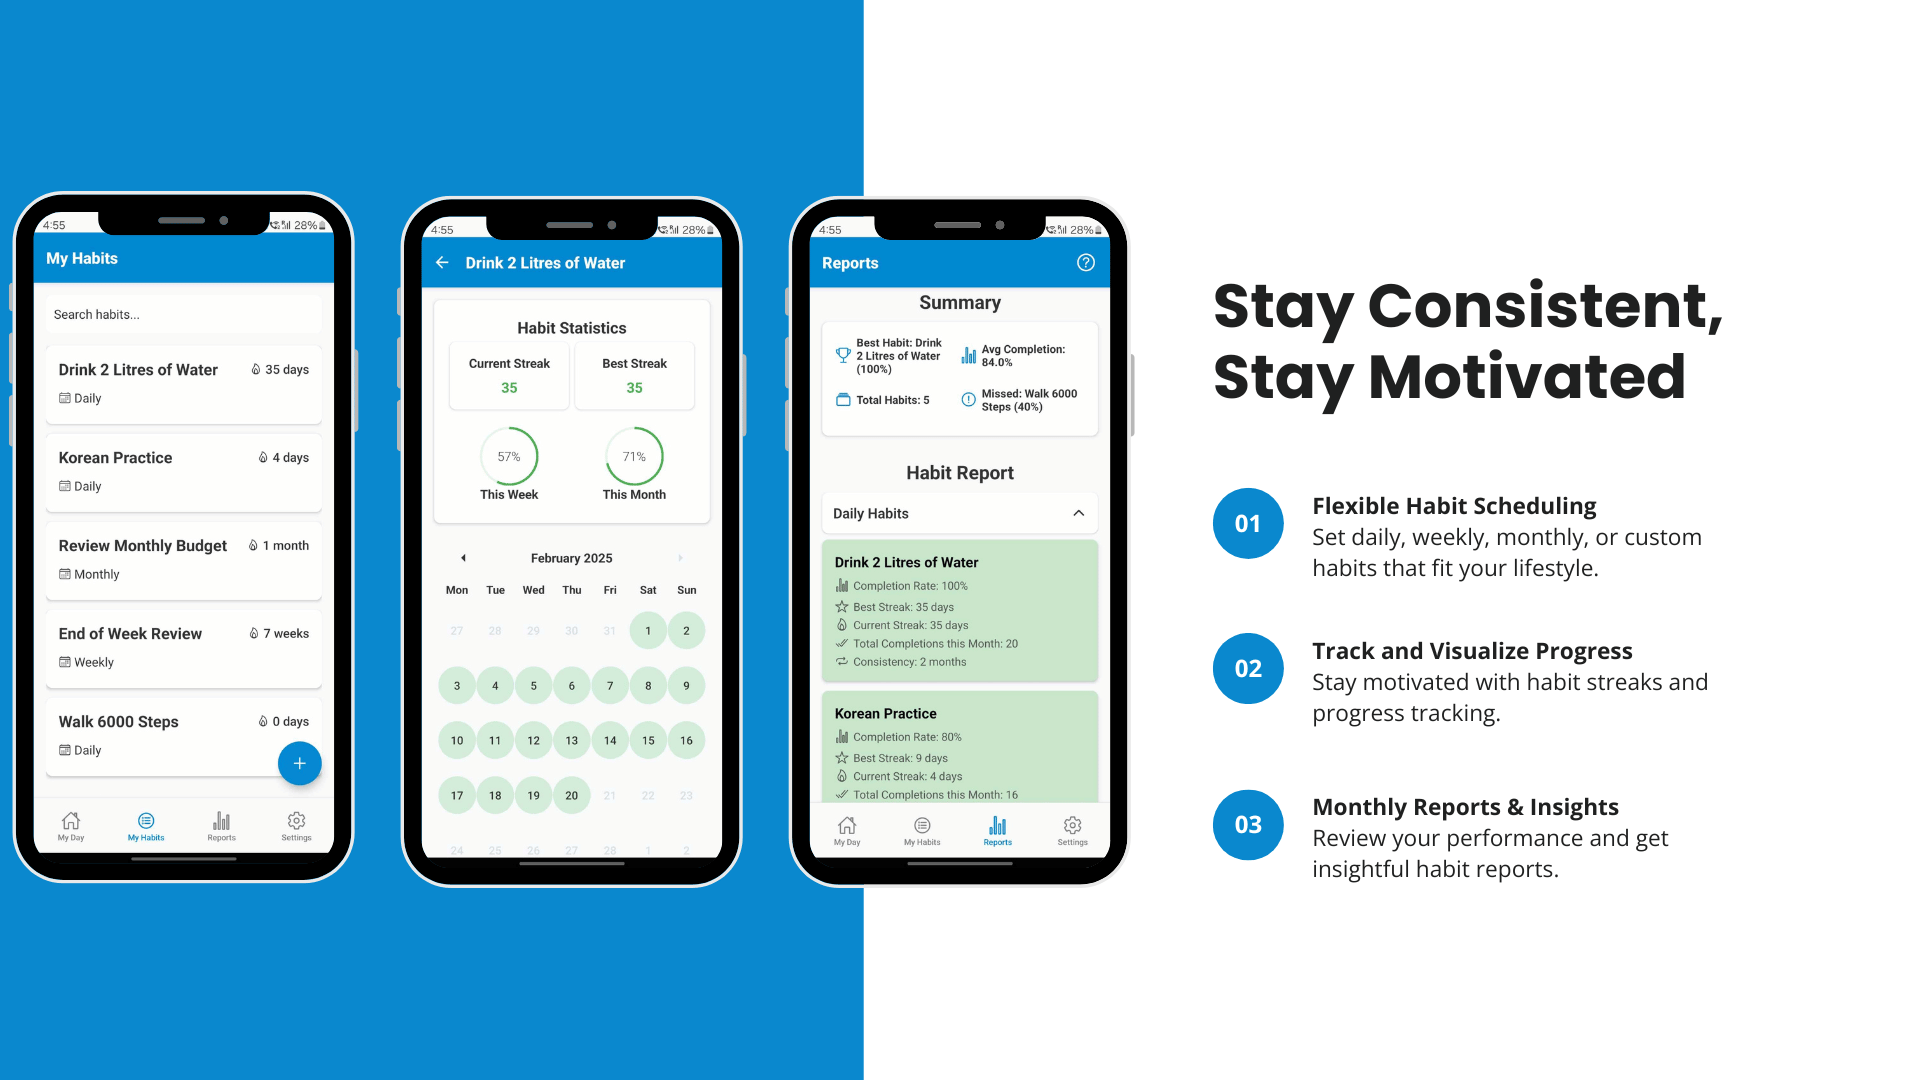 4:55
28%
My Habits
Search habits...
Drink 2 Litres of Water
35 days
Daily
Korean Practice
4 days
Daily
Review Monthly Budget
1 month
Monthly
End of Week Review
7 weeks
Weekly
Walk 6000 Steps
0 days
Daily
+
My Day
My Habits
Reports
Settings
4:55
28%
Drink 2 Litres of Water
Habit Statistics
Current Streak
35
Best Streak
35
57%
This Week
71%
This Month
February 2025
Mon Tue Wed Thu Fri Sat Sun
27 28 29 30 31 1 2
3 4 5 6 7 8 9
10 11 12 13 14 15 16
17 18 19 20 21 22 23
24 25 26 27 28 1 2
4:55
28%
Reports
Summary
Best Habit: Drink
2 Litres of Water
(100%)
Avg Completion:
84.0%
Total Habits: 5
Missed: Walk 6000
Steps (40%)
Habit Report
Daily Habits
Drink 2 Litres of Water
Completion Rate: 100%
Best Streak: 35 days
Current Streak: 35 days
Total Completions this Month: 20
Consistency: 2 months
Korean Practice
Completion Rate: 80%
Best Streak: 9 days
Current Streak: 4 days
Total Completions this Month: 16
My Day
My Habits
Reports
Settings
Stay Consistent,
Stay Motivated
01
Flexible Habit Scheduling
Set daily, weekly, monthly, or custom
habits that fit your lifestyle.
02
Track and Visualize Progress
Stay motivated with habit streaks and
progress tracking.
03
Monthly Reports & Insights
Review your performance and get
insightful habit reports.